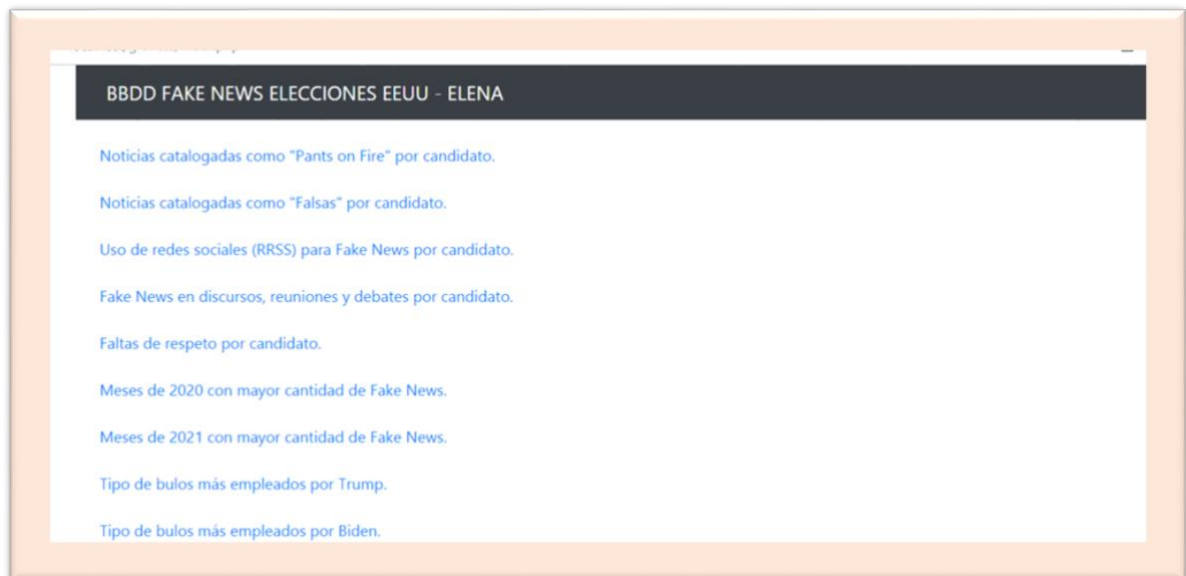 BBDD FAKE NEWS ELECCIONES EEUU - ELENA
Noticias catalogadas como "Pants on Fire" por candidato.
Noticias catalogadas como "Falsas" por candidato.
Uso de redes sociales (RRSS) para Fake News por candidato.
Fake News en discursos, reuniones y debates por candidato.
Faltas de respeto por candidato.
Meses de 2020 con mayor cantidad de Fake News.
Meses de 2021 con mayor cantidad de Fake News.
Tipo de bulos más empleados por Trump.
Tipo de bulos más empleados por Biden.